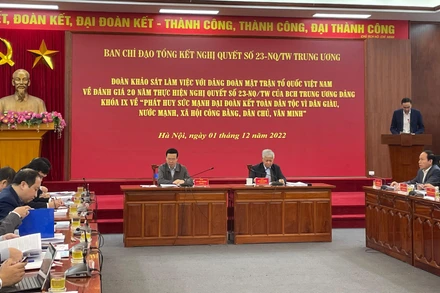 ĐOÀN KẾT, ĐOÀN KẾT, ĐẠI ĐOÀN KẾT - THÀNH CÔNG, THÀNH CÔNG, ĐẠI THÀNH CÔNG
BAN CHỈ ĐẠO TỔNG KẾT NGHỊ QUYẾT SỐ 23-NQ/TW TRUNG ƯƠNG
ĐOÀN KHẢO SÁT LÀM VIỆC VỚI ĐẢNG ĐOÀN MẶT TRẬN TỔ QUỐC VIỆT NAM
VỀ ĐÁNH GIÁ 20 NĂM THỰC HIỆN NGHỊ QUYẾT SỐ 23-NQ/TW CỦA BCH TRUNG ƯƠNG ĐẢNG
KHÓA IX VỀ “PHÁT HUY SỨC MẠNH ĐẠI ĐOÀN KẾT TOÀN DÂN TỘC VÌ DÂN GIÀU,
NƯỚC MẠNH, XÃ HỘI CÔNG BẰNG, DÂN CHỦ, VĂN MINH”
Hà Nội, ngày 01 tháng 12 năm 2022